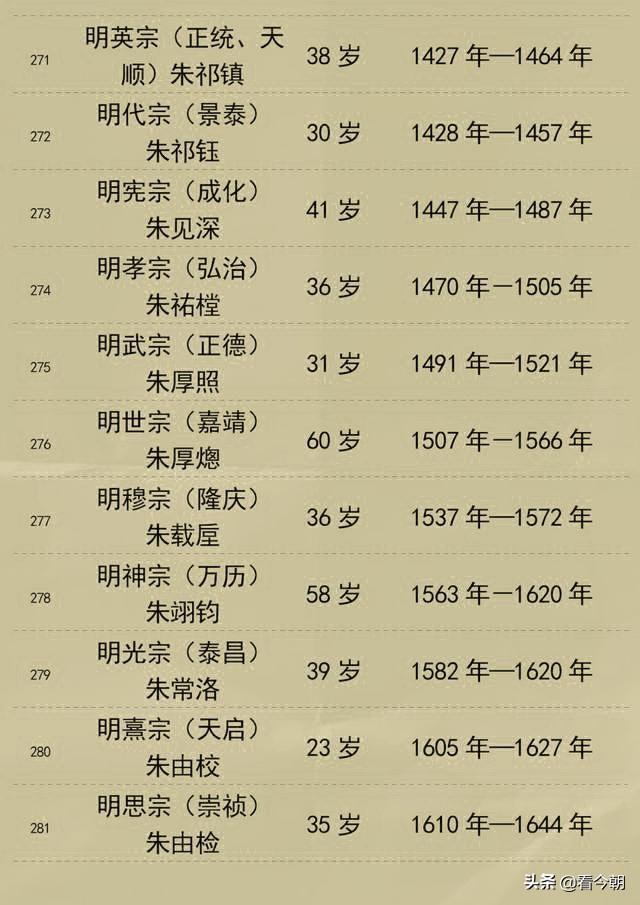 271 明英宗（正统、天顺）朱祁镇 38 岁 1427 年—1464 年
272 明代宗（景泰）朱祁钰 30 岁 1428 年—1457 年
273 明宪宗（成化）朱见深 41 岁 1447 年—1487 年
274 明孝宗（弘治）朱祐樘 36 岁 1470 年－1505 年
275 明武宗（正德）朱厚照 31 岁 1491 年—1521 年
276 明世宗（嘉靖）朱厚熜 60 岁 1507 年－1566 年
277 明穆宗（隆庆）朱载垕 36 岁 1537 年—1572 年
278 明神宗（万历）朱翊钧 58 岁 1563 年－1620 年
279 明光宗（泰昌）朱常洛 39 岁 1582 年—1620 年
280 明熹宗（天启）朱由校 23 岁 1605 年—1627 年
281 明思宗（崇祯）朱由检 35 岁 1610 年—1644 年
头条 @看今朝